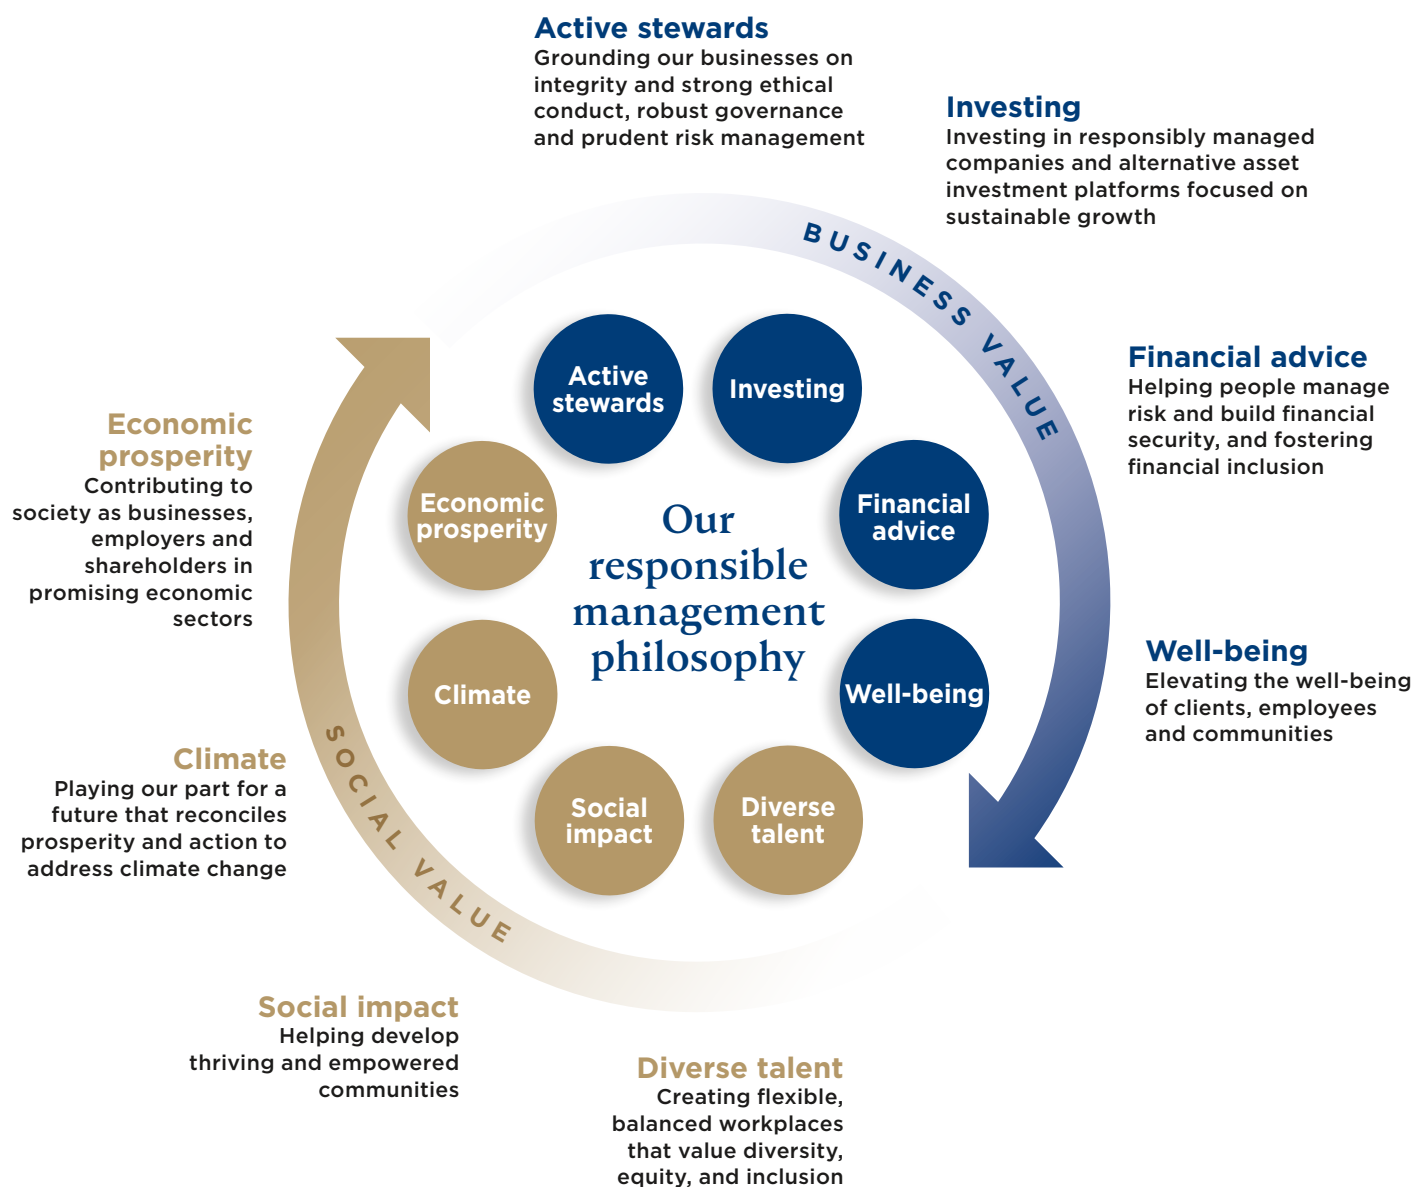 Active stewards
Grounding our businesses on
integrity and strong ethical
conduct, robust governance
and prudent risk management
Investing
Investing in responsibly managed
companies and alternative asset
investment platforms focused on
sustainable growth
BUSINESS VALUE
Financial advice
Helping people manage
risk and build financial
security, and fostering
financial inclusion
Well-being
Elevating the well-being
of clients, employees
and communities
Diverse talent
Creating flexible,
balanced workplaces
that value diversity,
equity, and inclusion
Social impact
Helping develop
thriving and empowered
communities
SOCIAL VALUE
Climate
Playing our part for a
future that reconciles
prosperity and action to
address climate change
Economic
prosperity
Contributing to
society as businesses,
employers and
shareholders in
promising economic
sectors
Active
stewards
Investing
Financial
advice
Well-being
Diverse
talent
Social
impact
Climate
Economic
prosperity
Our
responsible
management
philosophy